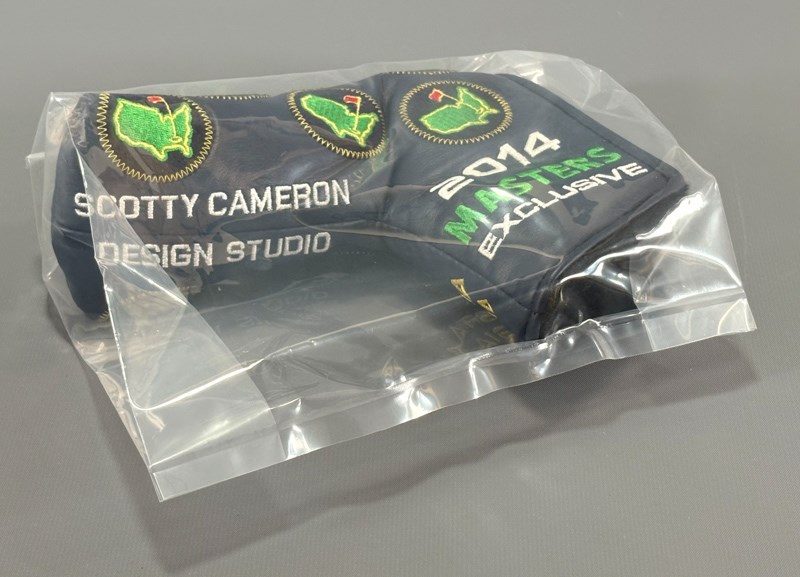 SCOTTY CAMERON
DESIGN STUDIO
2014
MASTERS
EXCLUSIVE